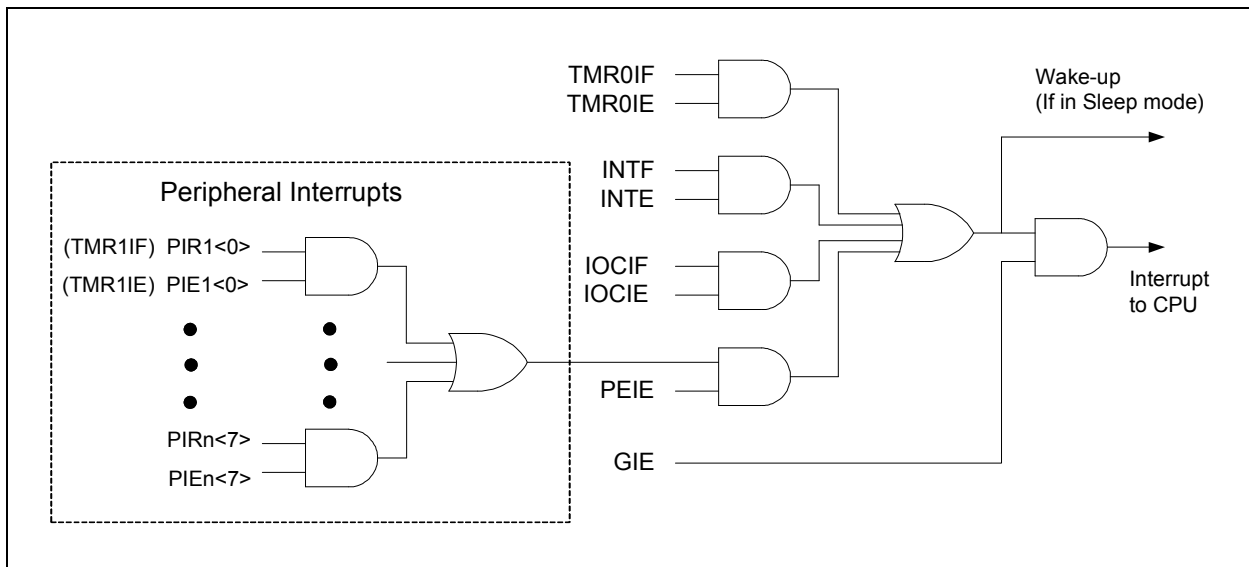 TMR0IF
TMR0IE
Wake-up
(If in Sleep mode)
INTF
INTE
Peripheral Interrupts
(TMR1IF) PIR1<0>
(TMR1IE) PIE1<0>
IOCIF
IOCIE
Interrupt
to CPU
PEIE
PIRn<7>
PIEn<7>
GIE